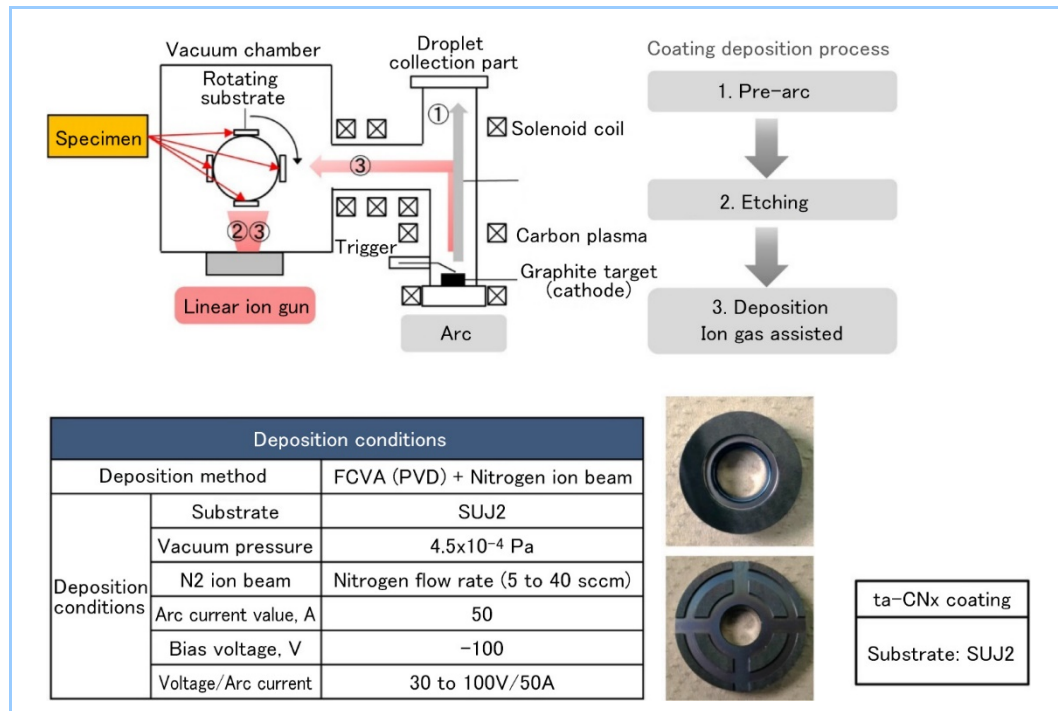 Vacuum chamber
Rotating
substrate
Specimen
②③
Linear ion gun
Droplet
collection part
①
③
Solenoid coil
Trigger
Carbon plasma
Graphite target
(cathode)
Arc
Coating deposition process
1. Pre-arc
2. Etching
3. Deposition
Ion gas assisted
Deposition conditions
Deposition method FCVA (PVD) + Nitrogen ion beam
Deposition
conditions
Substrate SUJ2
Vacuum pressure 4.5x10⁻⁴ Pa
N2 ion beam Nitrogen flow rate (5 to 40 sccm)
Arc current value, A 50
Bias voltage, V -100
Voltage/Arc current 30 to 100V/50A
ta-CNx coating
Substrate: SUJ2